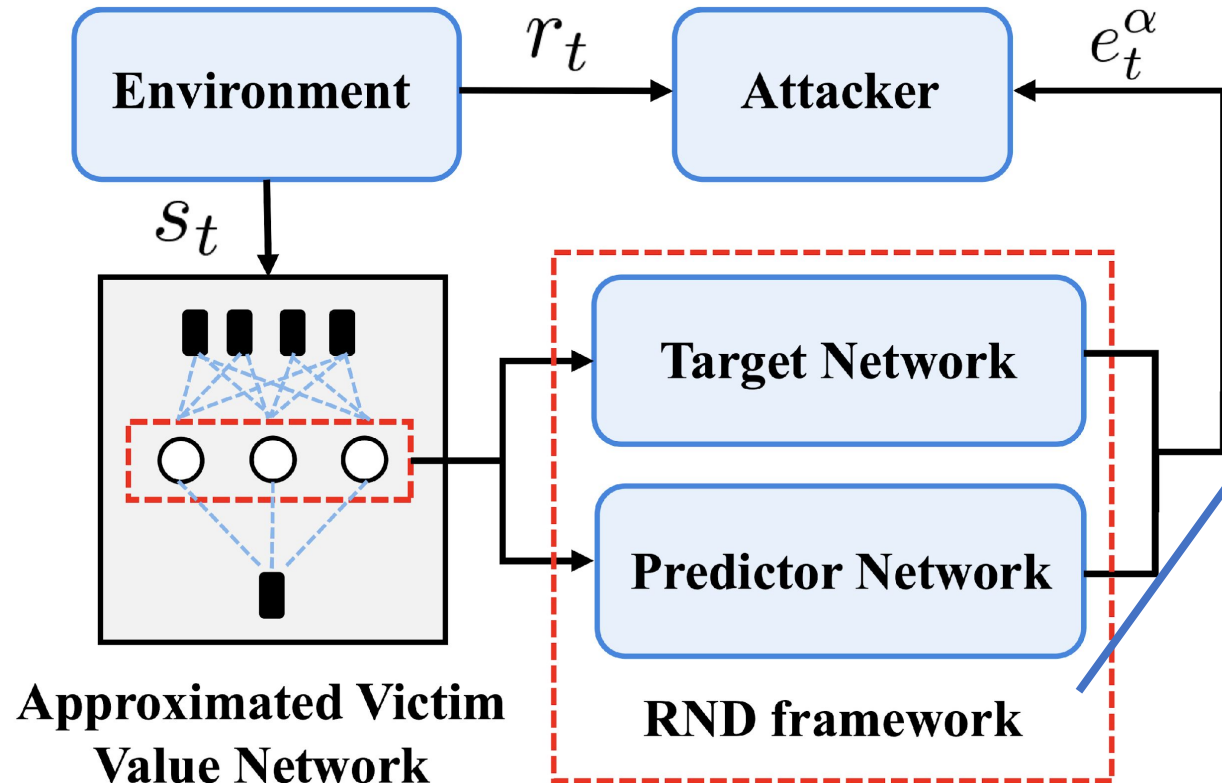 Environment
r_t
Attacker
e_t^α
s_t
Target Network
Predictor Network
RND framework
Approximated Victim
Value Network